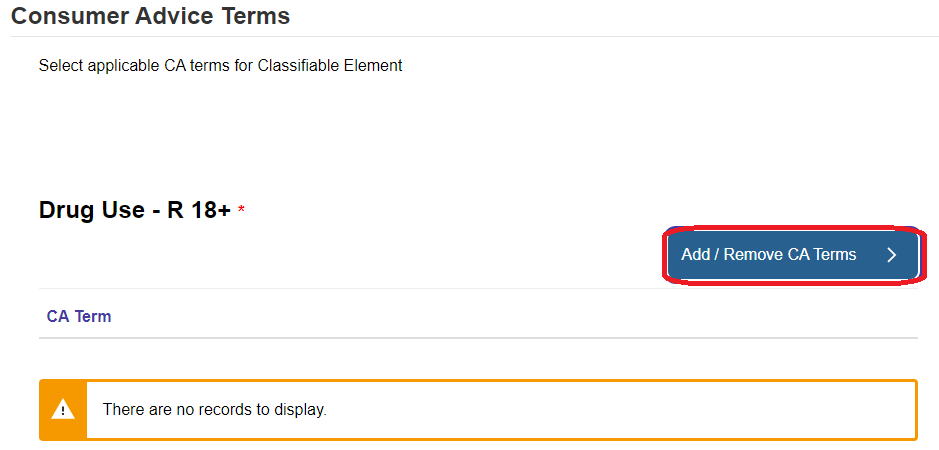 Consumer Advice Terms
Select applicable CA terms for Classifiable Element
Drug Use - R 18+ *
Add / Remove CA Terms
CA Term
There are no records to display.